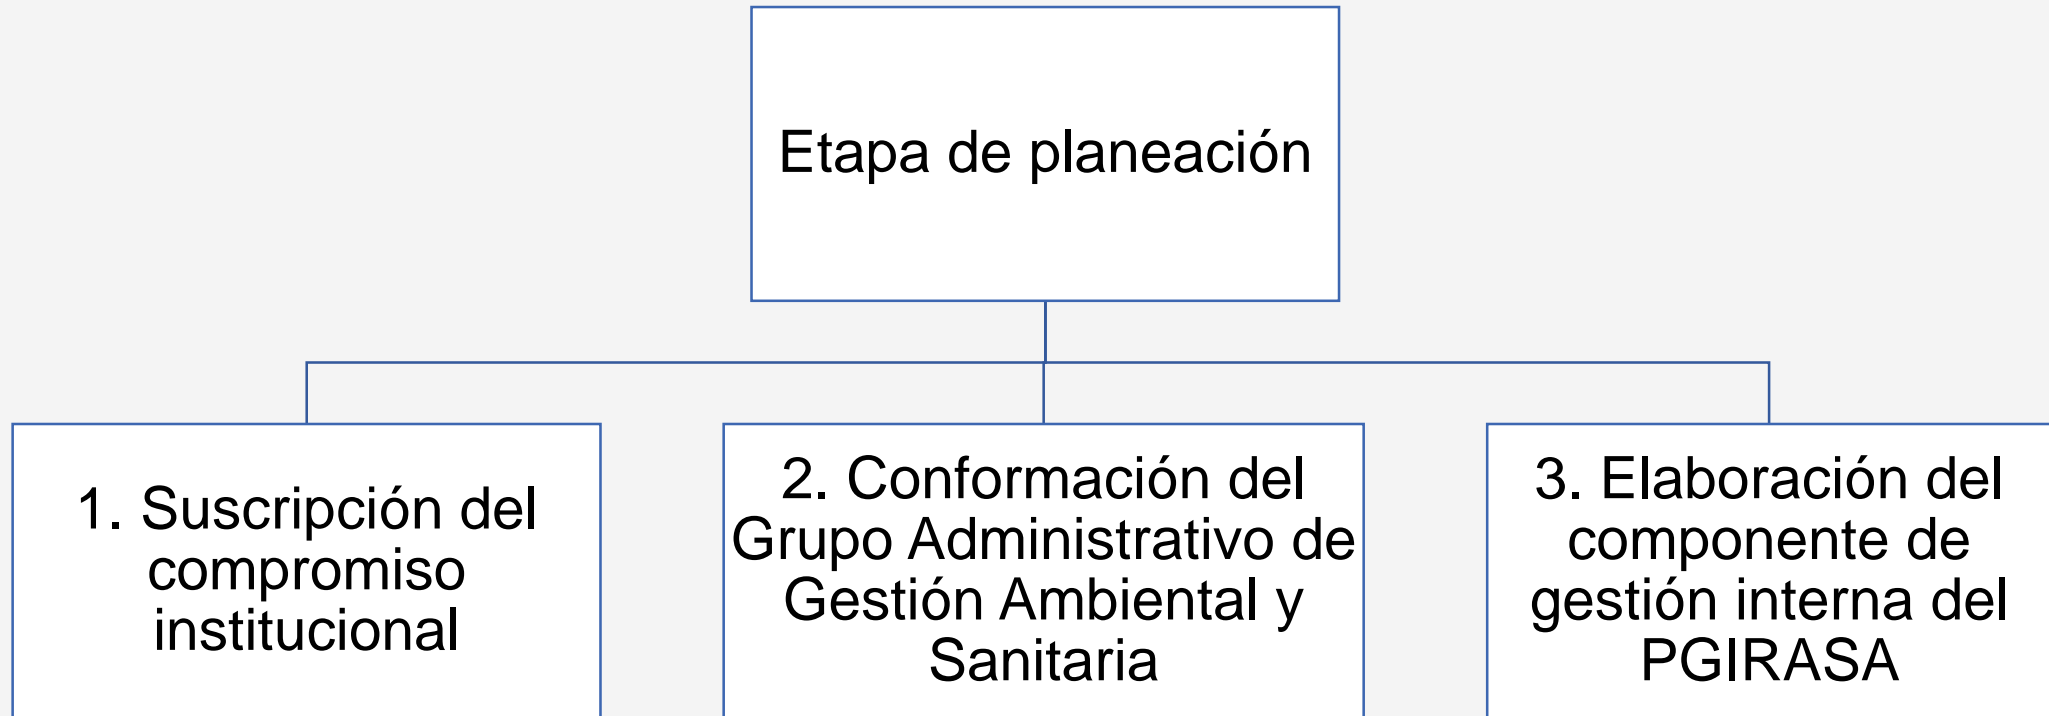 Etapa de planeación
1. Suscripción del
compromiso
institucional
2. Conformación del
Grupo Administrativo de
Gestión Ambiental y
Sanitaria
3. Elaboración del
componente de
gestión interna del
PGIRASA